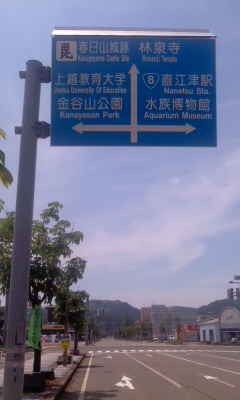 毘 春日山城跡 林泉寺
Kasugayama Castle Site Rinsenji Temple
上越教育大学
Joetsu University Of Education
金谷山公園
Kanayasan Park
8 直江津駅
Naoetsu Sta.
水族博物館
Aquarium Museum